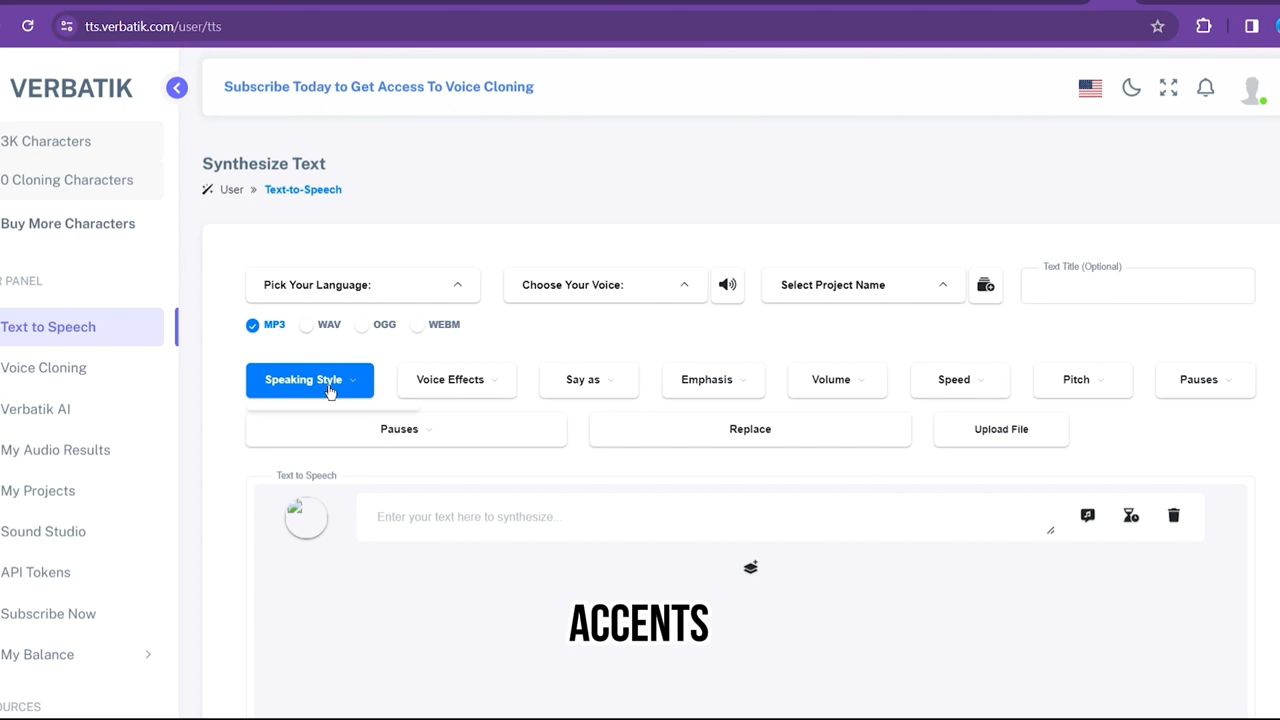 tts.verbatik.com/user/tts
VERBATIK
Subscribe Today to Get Access To Voice Cloning
3K Characters
0 Cloning Characters
Buy More Characters
R PANEL
Text to Speech
Voice Cloning
Verbatik AI
My Audio Results
My Projects
Sound Studio
API Tokens
Subscribe Now
My Balance
OURCES
Synthesize Text
User » Text-to-Speech
Pick Your Language:
Choose Your Voice:
Select Project Name
Text Title (Optional)
MP3 WAV OGG WEBM
Speaking Style
Voice Effects
Say as
Emphasis
Volume
Speed
Pitch
Pauses
Pauses
Replace
Upload File
Text to Speech
Enter your text here to synthesize...
ACCENTS